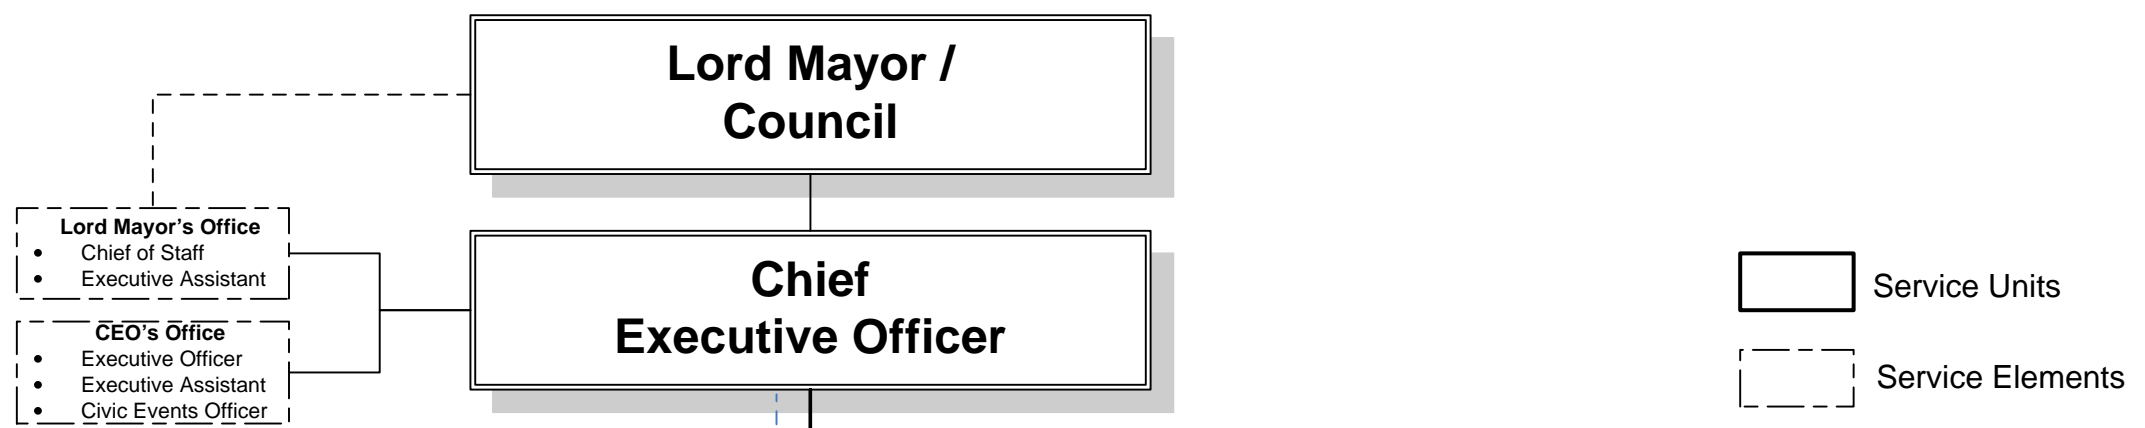 Lord Mayor /
Council
Lord Mayor’s Office
• Chief of Staff
• Executive Assistant
Chief
Executive Officer
CEO’s Office
• Executive Officer
• Executive Assistant
• Civic Events Officer
Service Units
Service Elements